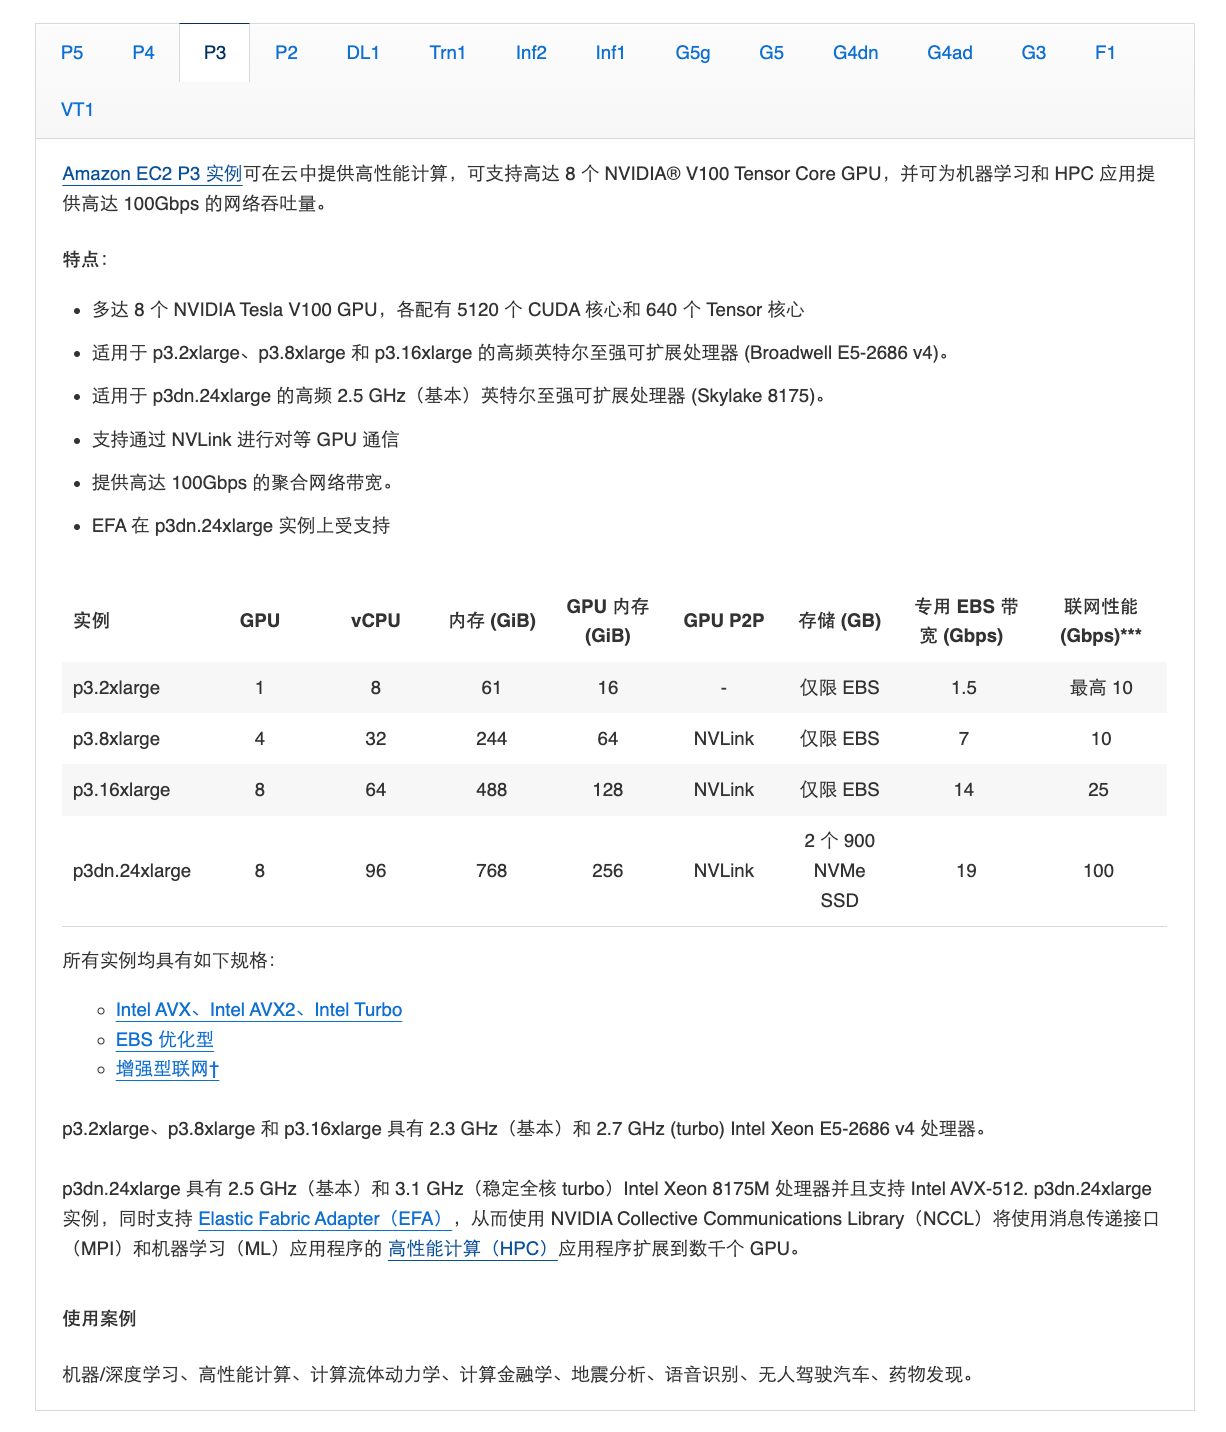 P5 P4 P3 P2 DL1 Trn1 Inf2 Inf1 G5g G5 G4dn G4ad G3 F1
VT1
Amazon EC2 P3 实例可在云中提供高性能计算，可支持高达 8 个 NVIDIA® V100 Tensor Core GPU，并可为机器学习和 HPC 应用提
供高达 100Gbps 的网络吞吐量。
特点：
• 多达 8 个 NVIDIA Tesla V100 GPU，各配有 5120 个 CUDA 核心和 640 个 Tensor 核心
• 适用于 p3.2xlarge、p3.8xlarge 和 p3.16xlarge 的高频英特尔至强可扩展处理器 (Broadwell E5-2686 v4)。
• 适用于 p3dn.24xlarge 的高频 2.5 GHz（基本）英特尔至强可扩展处理器 (Skylake 8175)。
• 支持通过 NVLink 进行对等 GPU 通信
• 提供高达 100Gbps 的聚合网络带宽。
• EFA 在 p3dn.24xlarge 实例上受支持
实例 GPU vCPU 内存 (GiB) GPU 内存 (GiB) GPU P2P 存储 (GB) 专用 EBS 带宽 (Gbps) 联网性能 (Gbps)***
p3.2xlarge 1 8 61 16 - 仅限 EBS 1.5 最高 10
p3.8xlarge 4 32 244 64 NVLink 仅限 EBS 7 10
p3.16xlarge 8 64 488 128 NVLink 仅限 EBS 14 25
p3dn.24xlarge 8 96 768 256 NVLink 2 个 900 NVMe SSD 19 100
所有实例均具有如下规格：
◦ Intel AVX、Intel AVX2、Intel Turbo
◦ EBS 优化型
◦ 增强型联网†
p3.2xlarge、p3.8xlarge 和 p3.16xlarge 具有 2.3 GHz（基本）和 2.7 GHz (turbo) Intel Xeon E5-2686 v4 处理器。
p3dn.24xlarge 具有 2.5 GHz（基本）和 3.1 GHz（稳定全核 turbo）Intel Xeon 8175M 处理器并且支持 Intel AVX-512. p3dn.24xlarge
实例，同时支持 Elastic Fabric Adapter（EFA），从而使用 NVIDIA Collective Communications Library（NCCL）将使用消息传递接口
（MPI）和机器学习（ML）应用程序的 高性能计算（HPC）应用程序扩展到数千个 GPU。
使用案例
机器/深度学习、高性能计算、计算流体动力学、计算金融学、地震分析、语音识别、无人驾驶汽车、药物发现。